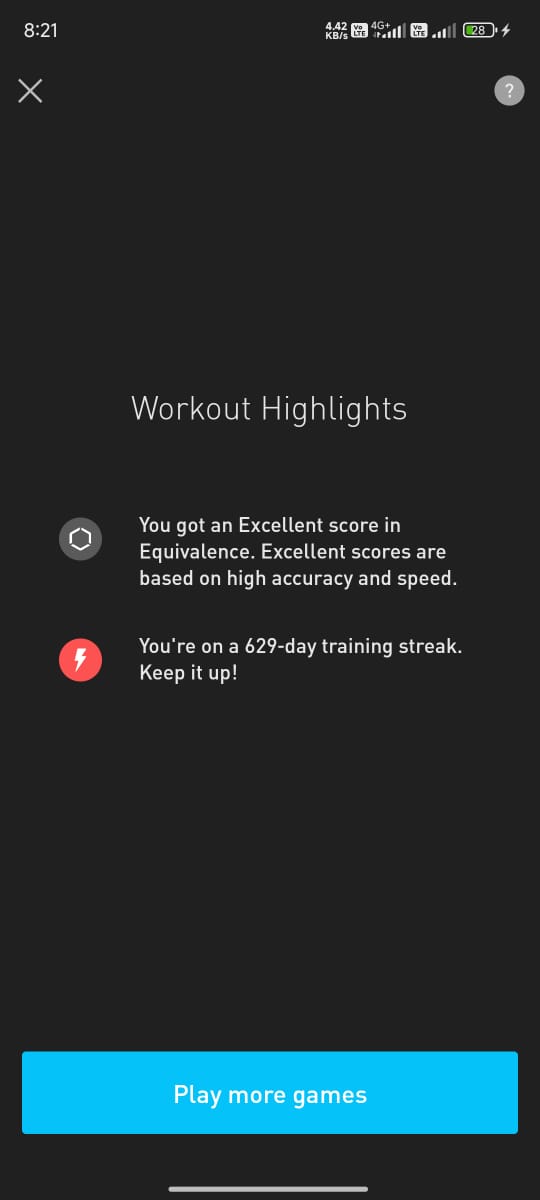 8:21
4.42 KB/s Vo LTE 4G+ Vo LTE 28
?
Workout Highlights
You got an Excellent score in
Equivalence. Excellent scores are
based on high accuracy and speed.
You're on a 629-day training streak.
Keep it up!
Play more games